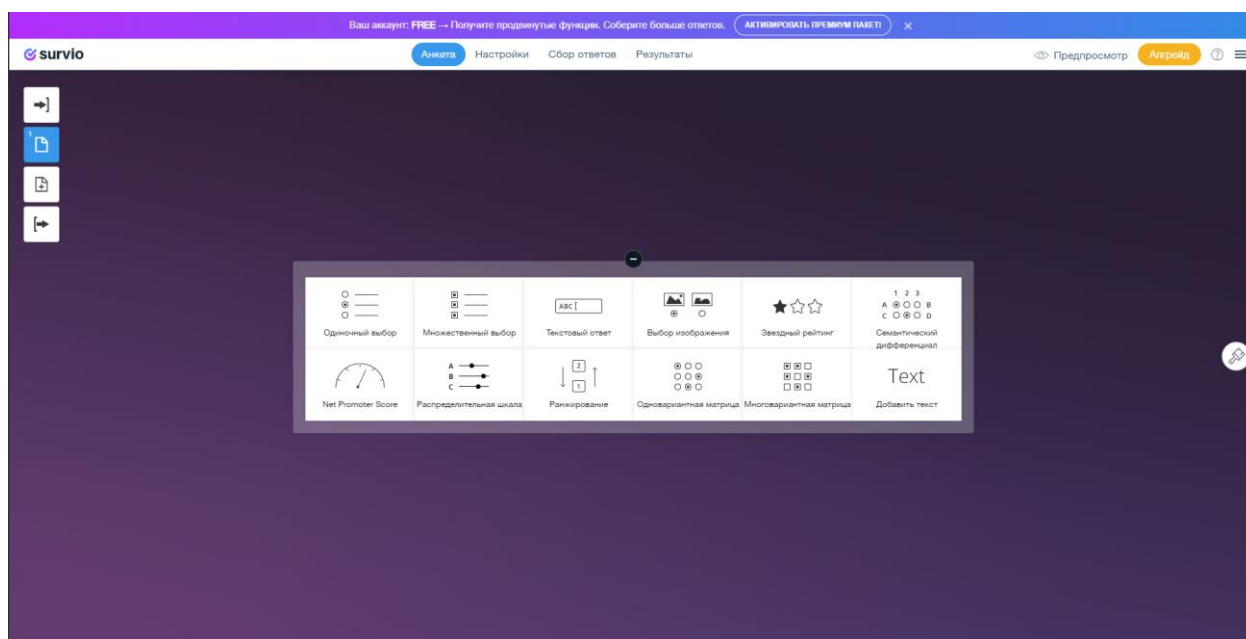 Ваш аккаунт: FREE → Получите продвинутые функции. Соберите больше ответов. АКТИВИРОВАТЬ ПРЕМИУМ ПАКЕТ! ×
survio Анкета Настройки Сбор ответов Результаты Предпросмотр Апгрейд ?
1
ABC
1 2 3
A B
C D
Одиночный выбор Множественный выбор Текстовый ответ Выбор изображения Звездный рейтинг Семантический
дифференциал
A
B
C
2
1
Text
Net Promoter Score Распределительная шкала Ранжирование Одновариантная матрица Многовариантная матрица Добавить текст